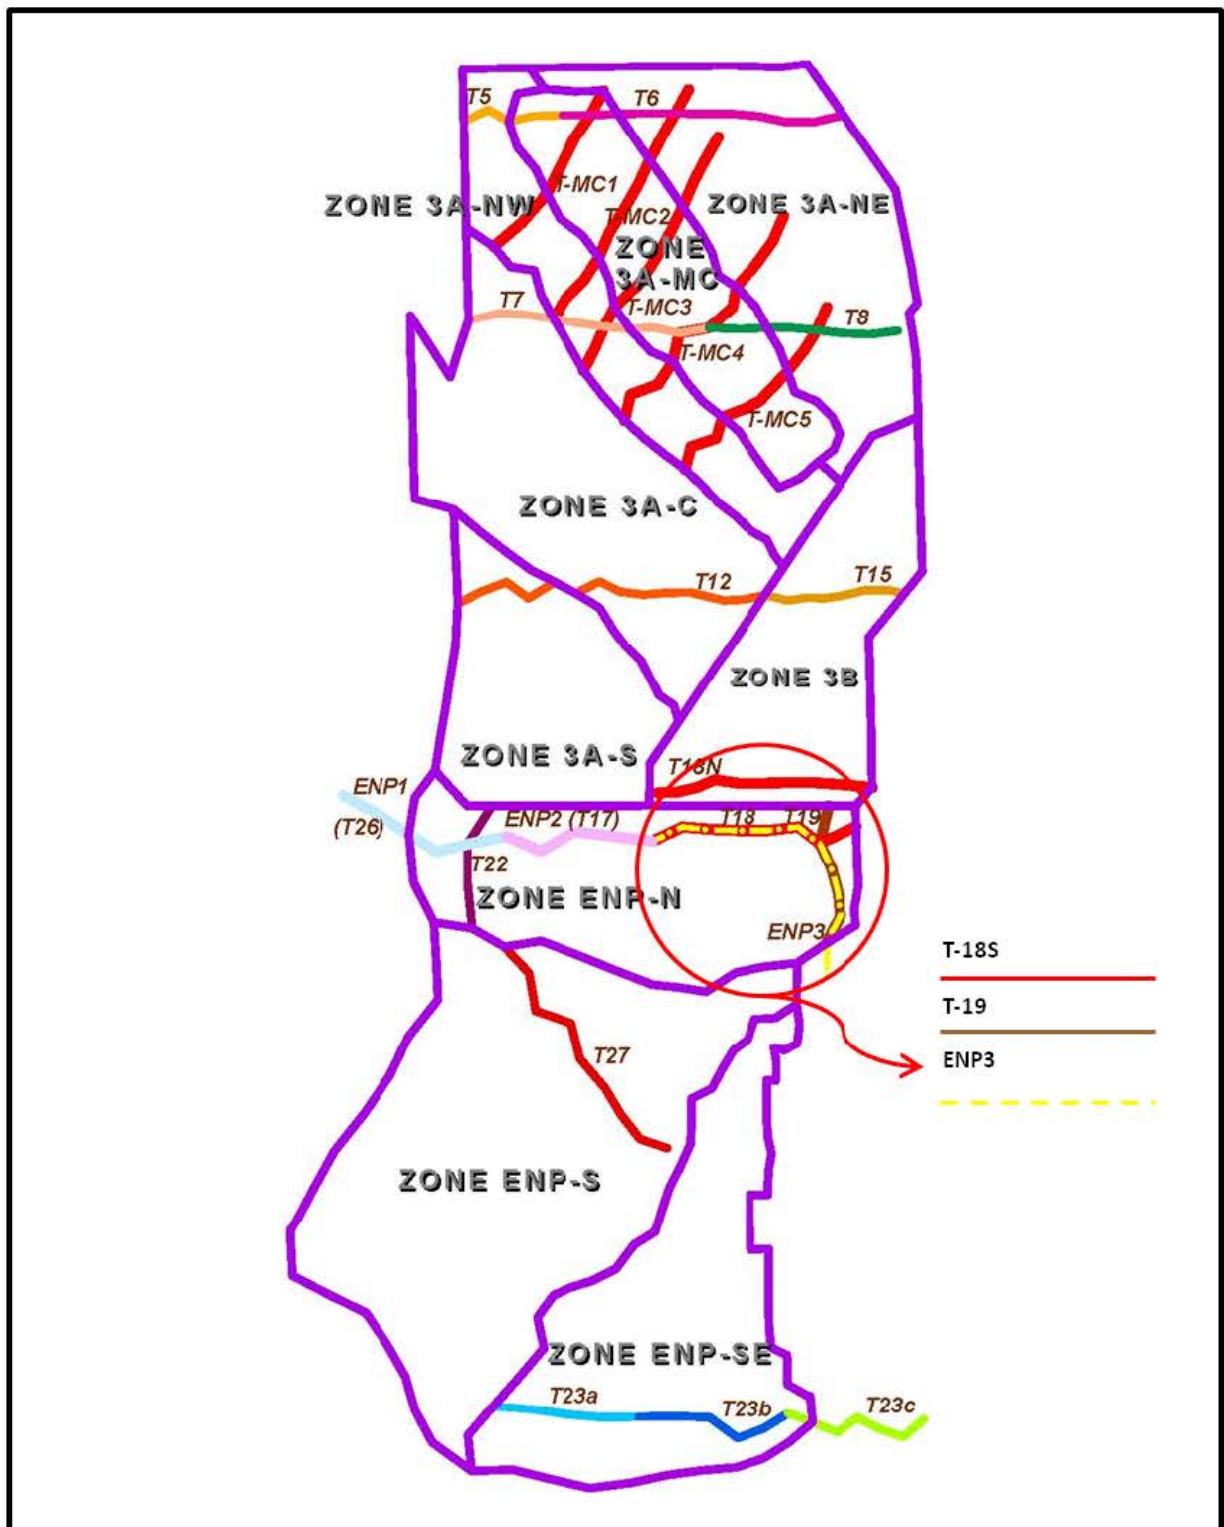 T5
T6
T-MC1
ZONE 3A-NW
ZONE 3A-NE
T-MC2
ZONE
3A-MC
T7
T-MC3
T8
T-MC4
T-MC5
ZONE 3A-C
T12
T15
ZONE 3B
ZONE 3A-S
T18N
ENP1
(T26)
ENP2 (T17)
T18
T19
T22
ZONE ENP-N
ENP3
T-18S
T-19
ENP3
T27
ZONE ENP-S
ZONE ENP-SE
T23a
T23b
T23c